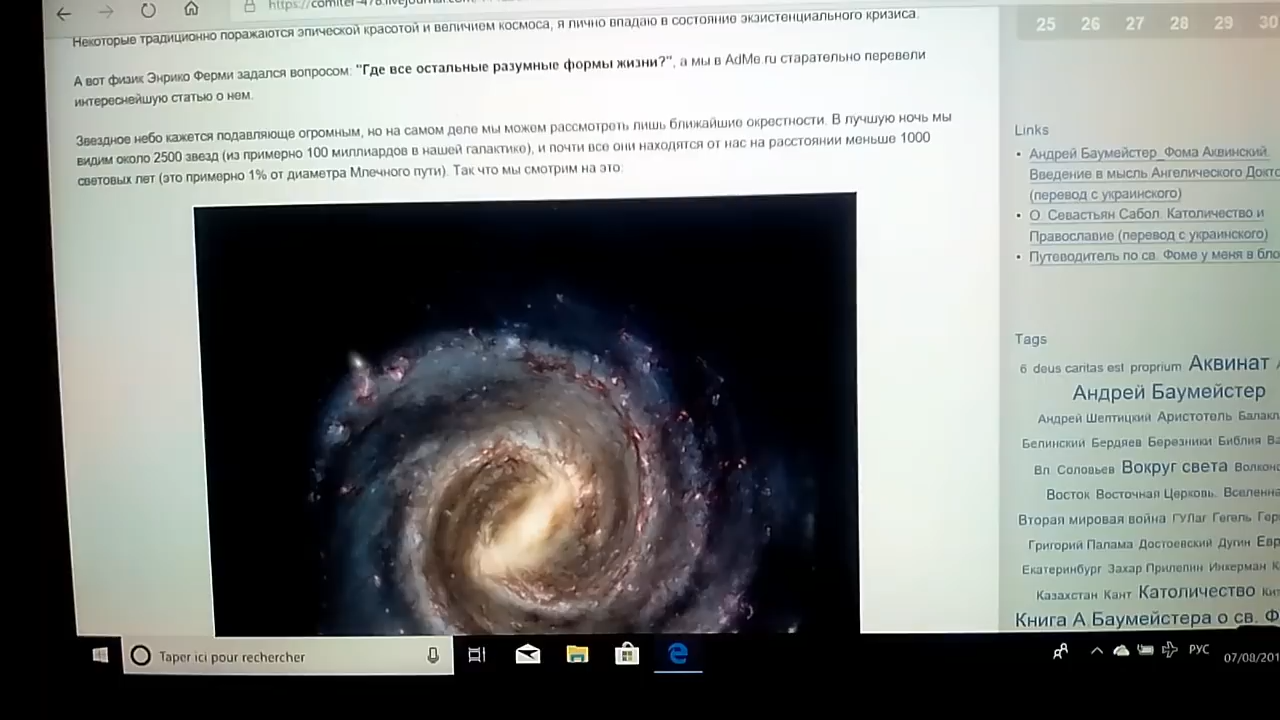 Некоторые традиционно поражаются эпической красотой и величием космоса, я лично впадаю в состояние экзистенциального кризиса.
А вот физик Энрико Ферми задался вопросом: "Где все остальные разумные формы жизни?", а мы в AdMe.ru старательно перевели
интереснейшую статью о нем.
Звездное небо кажется подавляюще огромным, но на самом деле мы можем рассмотреть лишь ближайшие окрестности. В лучшую ночь мы
видим около 2500 звезд (из примерно 100 миллиардов в нашей галактике), и почти все они находятся от нас на расстоянии меньше 1000
световых лет (это примерно 1% от диаметра Млечного пути). Так что мы смотрим на это:
25 26 27 28 29 30
Links
• Андрей Баумейстер_Фома Аквинский.
Введение в мысль Ангелического
(перевод с украинского)
• О. Севастьян Сабол. Католичество и
Православие (перевод с украинского)
• Путеводитель по св. Фоме у меня в
Tags
6 deus caritas est proprium Аквинат
Андрей Баумейстер
Андрей Шептицкий Аристотель
Белинский Бердяев Березники Библия
Вл. Соловьев Вокруг света
Восток Восточная Церковь.
Вторая мировая война ГУЛаг Гегель
Григорий Палама Достоевский Дугин
Екатеринбург Захар Прилепин Инкерман
Казахстан Кант Католичество
Книга А.Баумейстера о св.
Taper ici pour rechercher
РУС